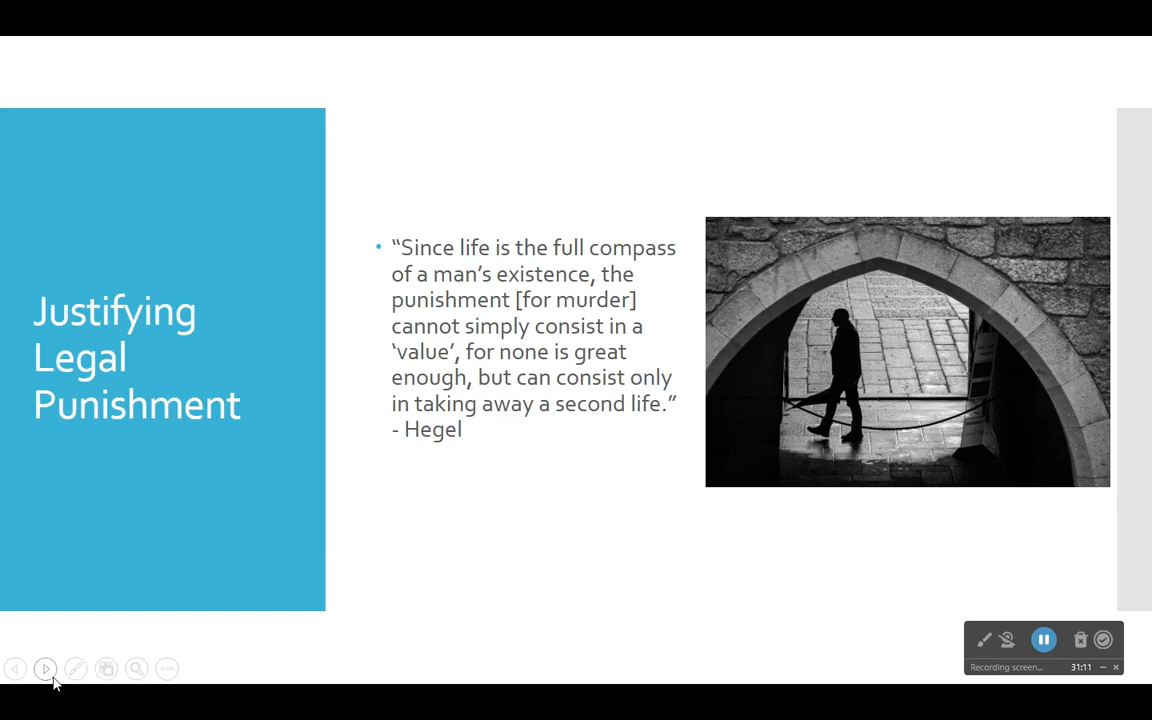 Justifying
Legal
Punishment
• “Since life is the full compass
of a man’s existence, the
punishment [for murder]
cannot simply consist in a
‘value’, for none is great
enough, but can consist only
in taking away a second life.”
- Hegel
Recording screen...
31:11